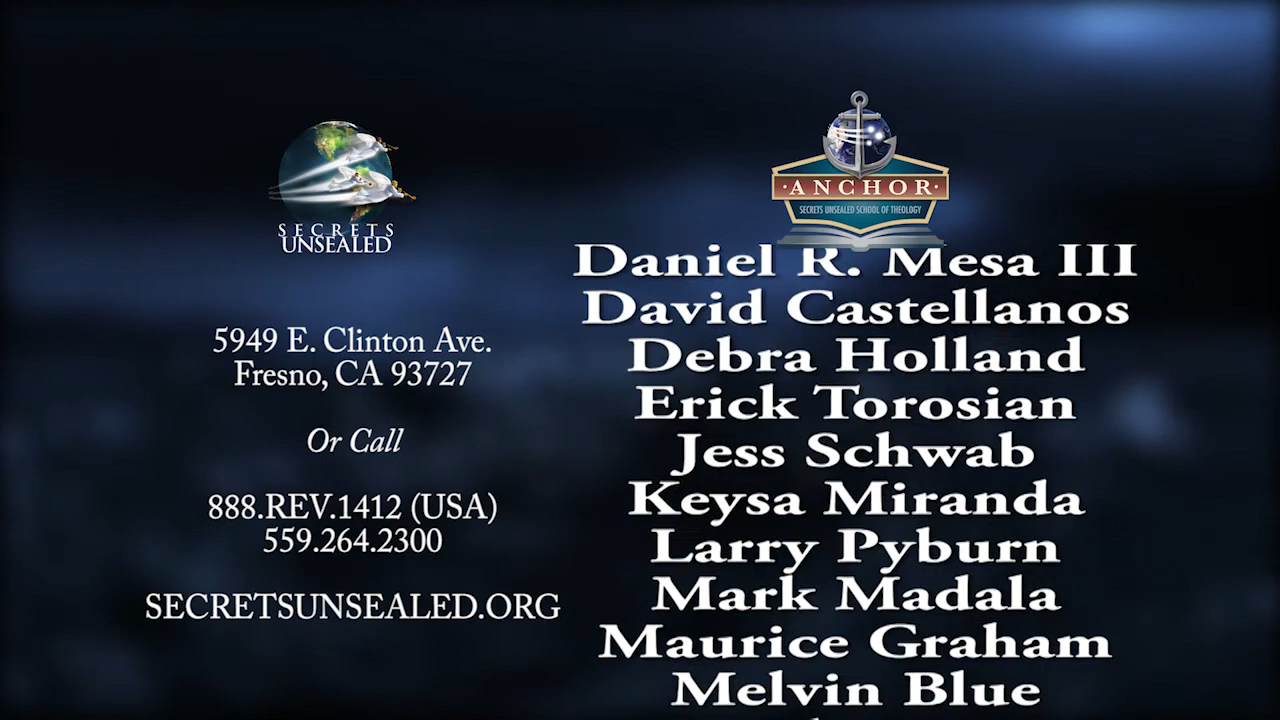 SECRETS
UNSEALED
5949 E. Clinton Ave.
Fresno, CA 93727
Or Call
888.REV.1412 (USA)
559.264.2300
SECRETSUNSEALED.ORG
·ANCHOR·
SECRETS UNSEALED SCHOOL OF THEOLOGY
Daniel R. Mesa III
David Castellanos
Debra Holland
Erick Torosian
Jess Schwab
Keysa Miranda
Larry Pyburn
Mark Madala
Maurice Graham
Melvin Blue